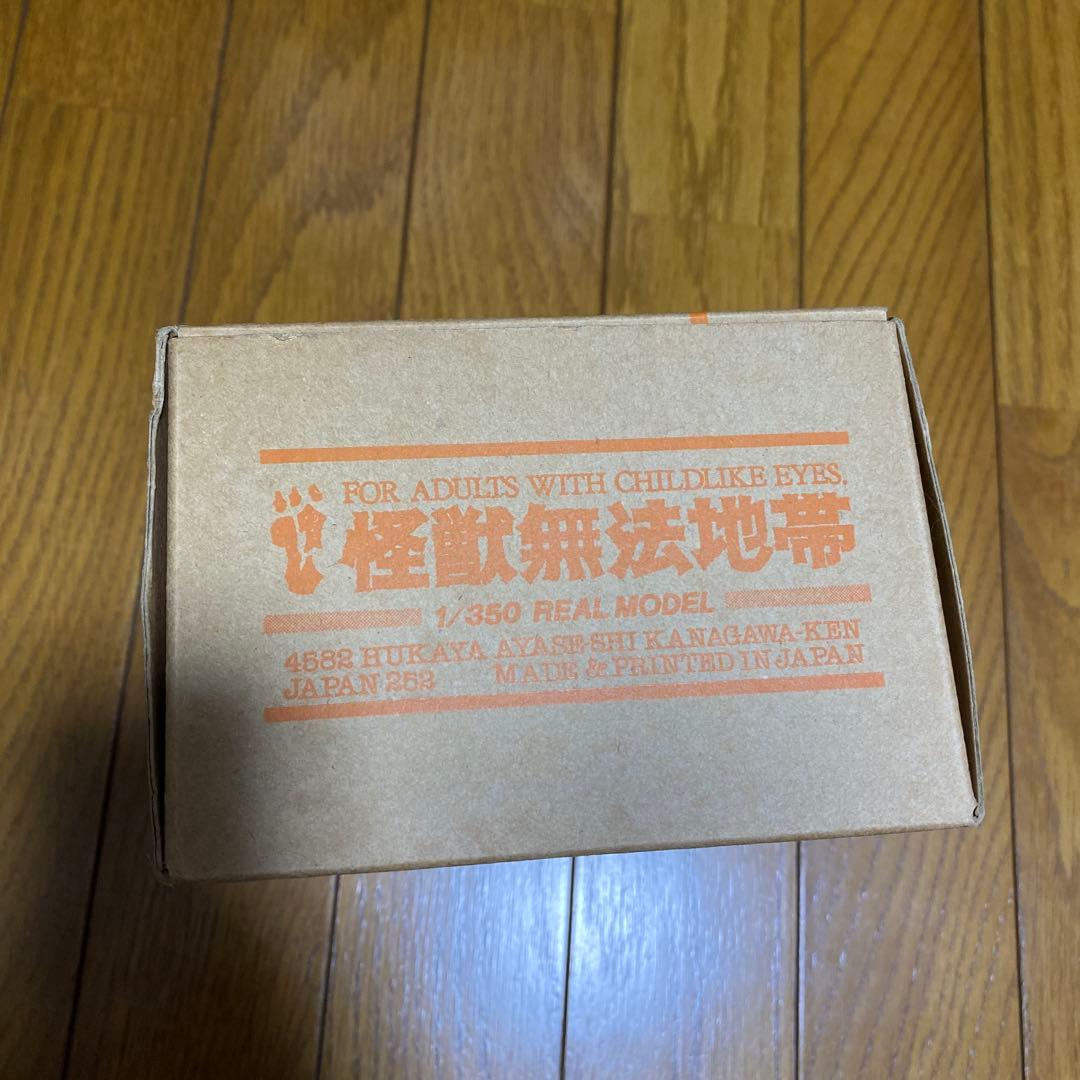 FOR ADULTS WITH CHILDLIKE EYES.
怪獣無法地帯
1/350 REAL MODEL
4582 HUKAYA AYASE-SHI KANAGAWA-KEN
JAPAN 252 MADE & PRINTED IN JAPAN